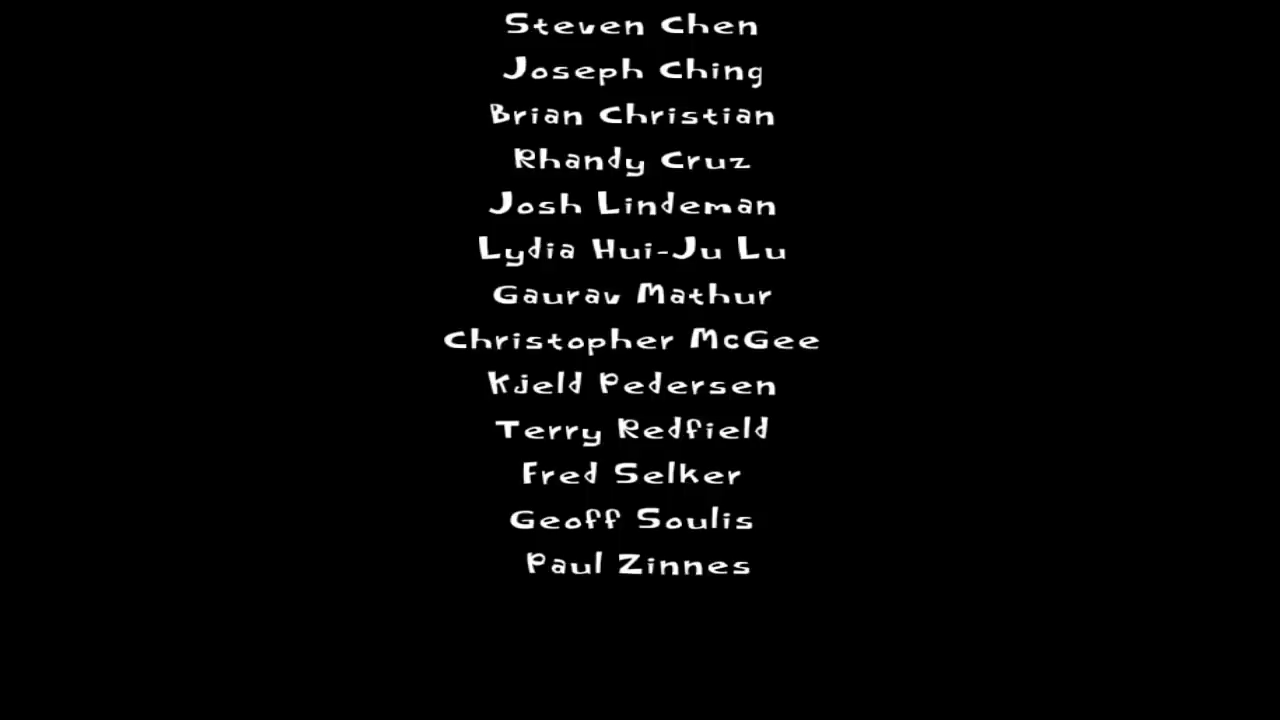 Steven Chen
Joseph Ching
Brian Christian
Rhandy Cruz
Josh Lindeman
Lydia Hui-Ju Lu
Gaurav Mathur
Christopher McGee
Kjeld Pedersen
Terry Redfield
Fred Selker
Geoff Soulis
Paul Zinnes